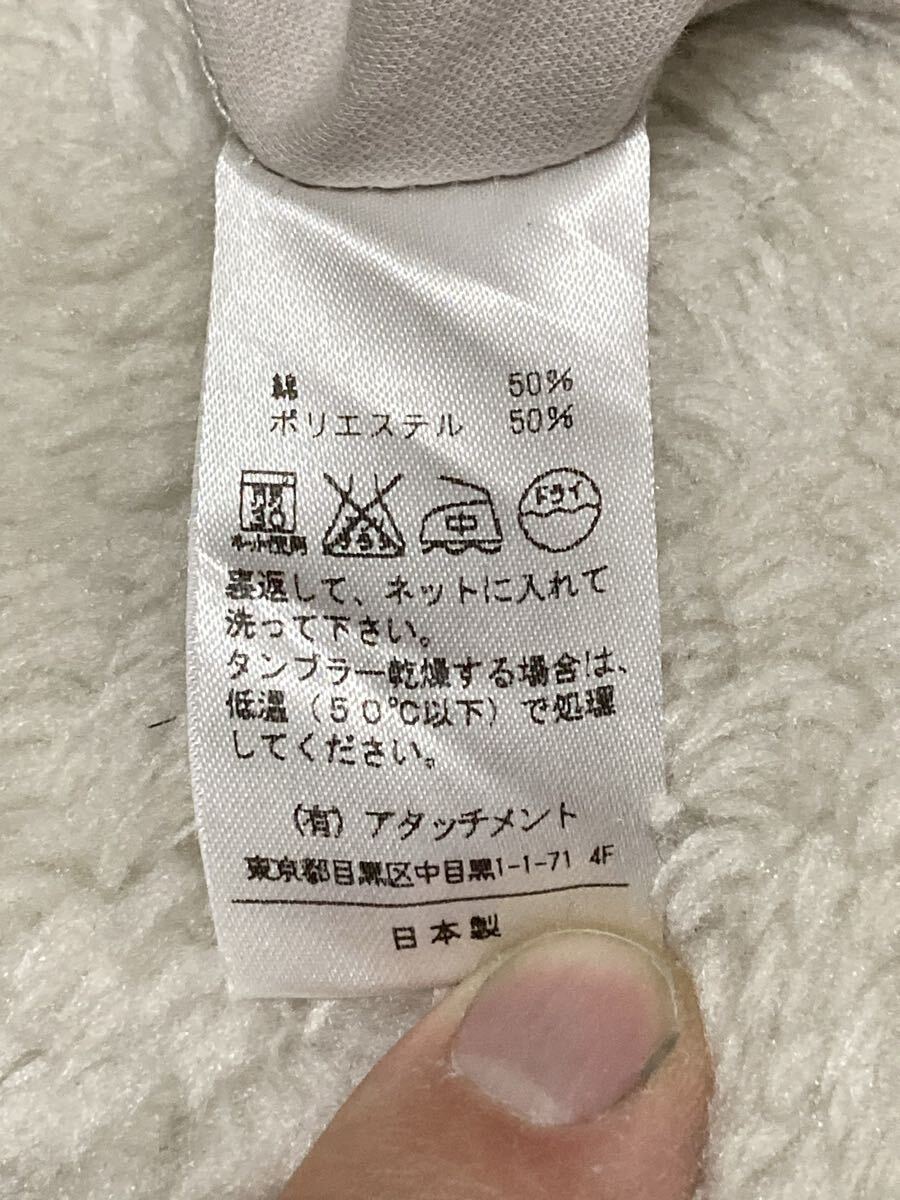 綿 50%
ポリエステル 50%
ネット使用 中 ドライ
裏返して、ネットに入れて
洗って下さい。
タンブラー乾燥する場合は、
低温(50℃以下)で処理
してください。
(有)アタッチメント
東京都目黒区中目黒1-1-71 4F
日本製